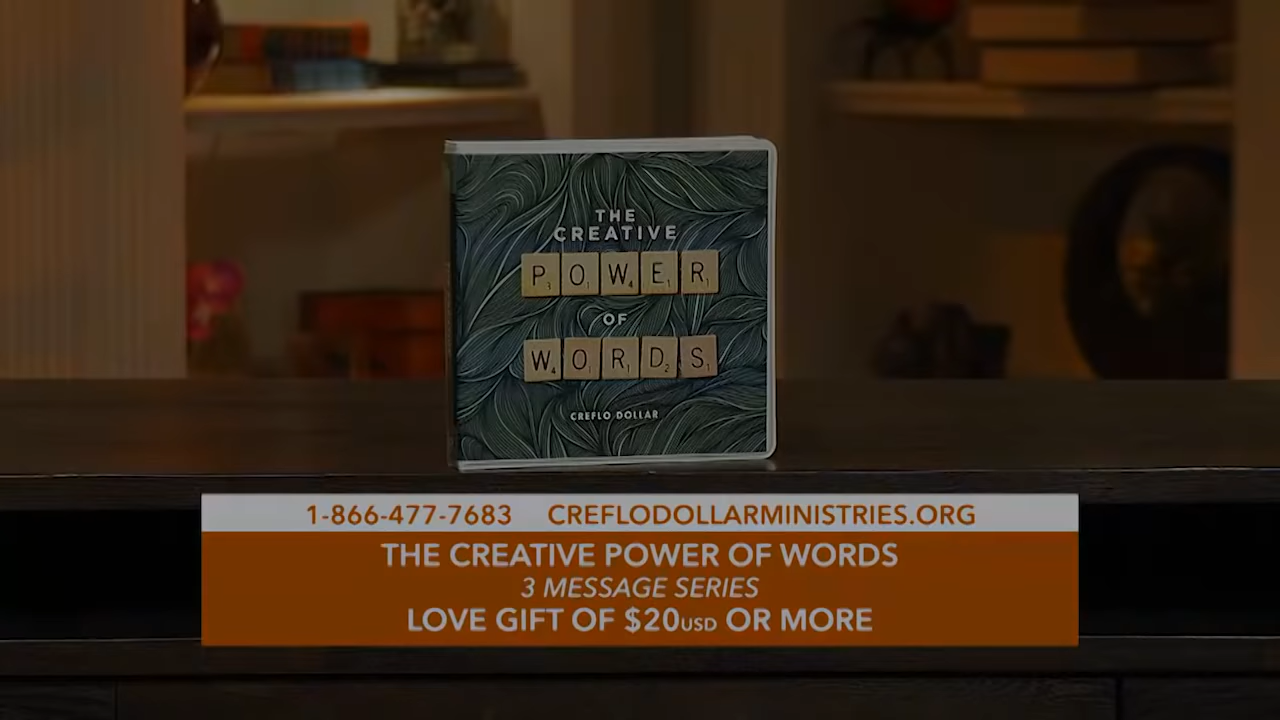 THE
CREATIVE
POWER
OF
WORDS
CREFLO DOLLAR
1-866-477-7683 CREFLODOLLARMINISTRIES.ORG
THE CREATIVE POWER OF WORDS
3 MESSAGE SERIES
LOVE GIFT OF $20USD OR MORE